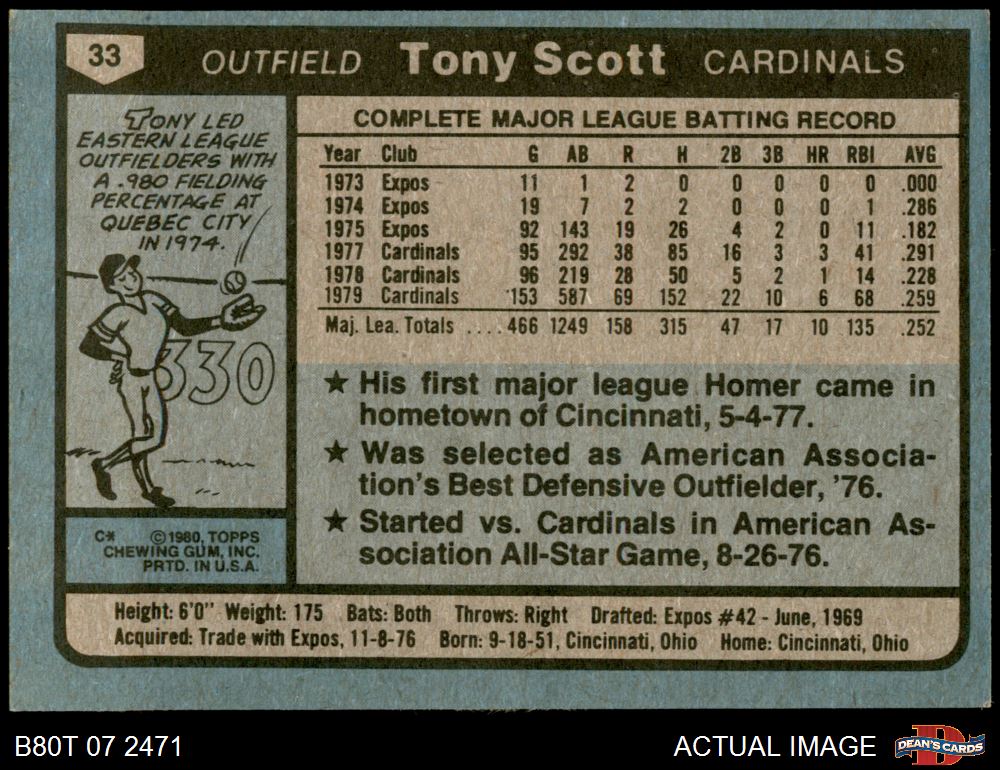 33
OUTFIELD Tony Scott CARDINALS
TONY LED
EASTERN LEAGUE
OUTFIELDERS WITH
A .980 FIELDING
PERCENTAGE AT
QUEBEC CITY
IN 1974.
330
C* ©1980, TOPPS
CHEWING GUM, INC.
PRTD. IN U.S.A.
COMPLETE MAJOR LEAGUE BATTING RECORD
Year Club G AB R H 2B 3B HR RBI AVG
1973 Expos 11 1 2 0 0 0 0 0 .000
1974 Expos 19 7 2 2 0 0 0 1 .286
1975 Expos 92 143 19 26 4 2 0 11 .182
1977 Cardinals 95 292 38 85 16 3 3 41 .291
1978 Cardinals 96 219 28 50 5 2 1 14 .228
1979 Cardinals 153 587 69 152 22 10 6 68 .259
Maj. Lea. Totals .... 466 1249 158 315 47 17 10 135 .252
★ His first major league Homer came in
hometown of Cincinnati, 5-4-77.
★ Was selected as American Associa-
tion's Best Defensive Outfielder, '76.
★ Started vs. Cardinals in American As-
sociation All-Star Game, 8-26-76.
Height: 6'0" Weight: 175 Bats: Both Throws: Right Drafted: Expos #42 - June, 1969
Acquired: Trade with Expos, 11-8-76 Born: 9-18-51, Cincinnati, Ohio Home: Cincinnati, Ohio
B80T 07 2471
ACTUAL IMAGE
D
DEAN'S CARDS